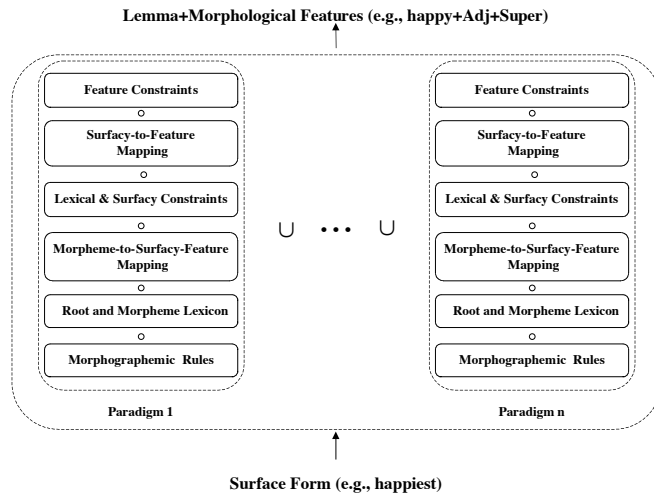 Lemma+Morphological Features (e.g., happy+Adj+Super)
Feature Constraints
Surfacy-to-Feature
Mapping
Lexical & Surfacy Constraints
Morpheme-to-Surfacy-Feature
Mapping
Root and Morpheme Lexicon
Morphographemic Rules
Paradigm 1
∪ ••• ∪
Feature Constraints
Surfacy-to-Feature
Mapping
Lexical & Surfacy Constraints
Morpheme-to-Surfacy-Feature
Mapping
Root and Morpheme Lexicon
Morphographemic Rules
Paradigm n
Surface Form (e.g., happiest)